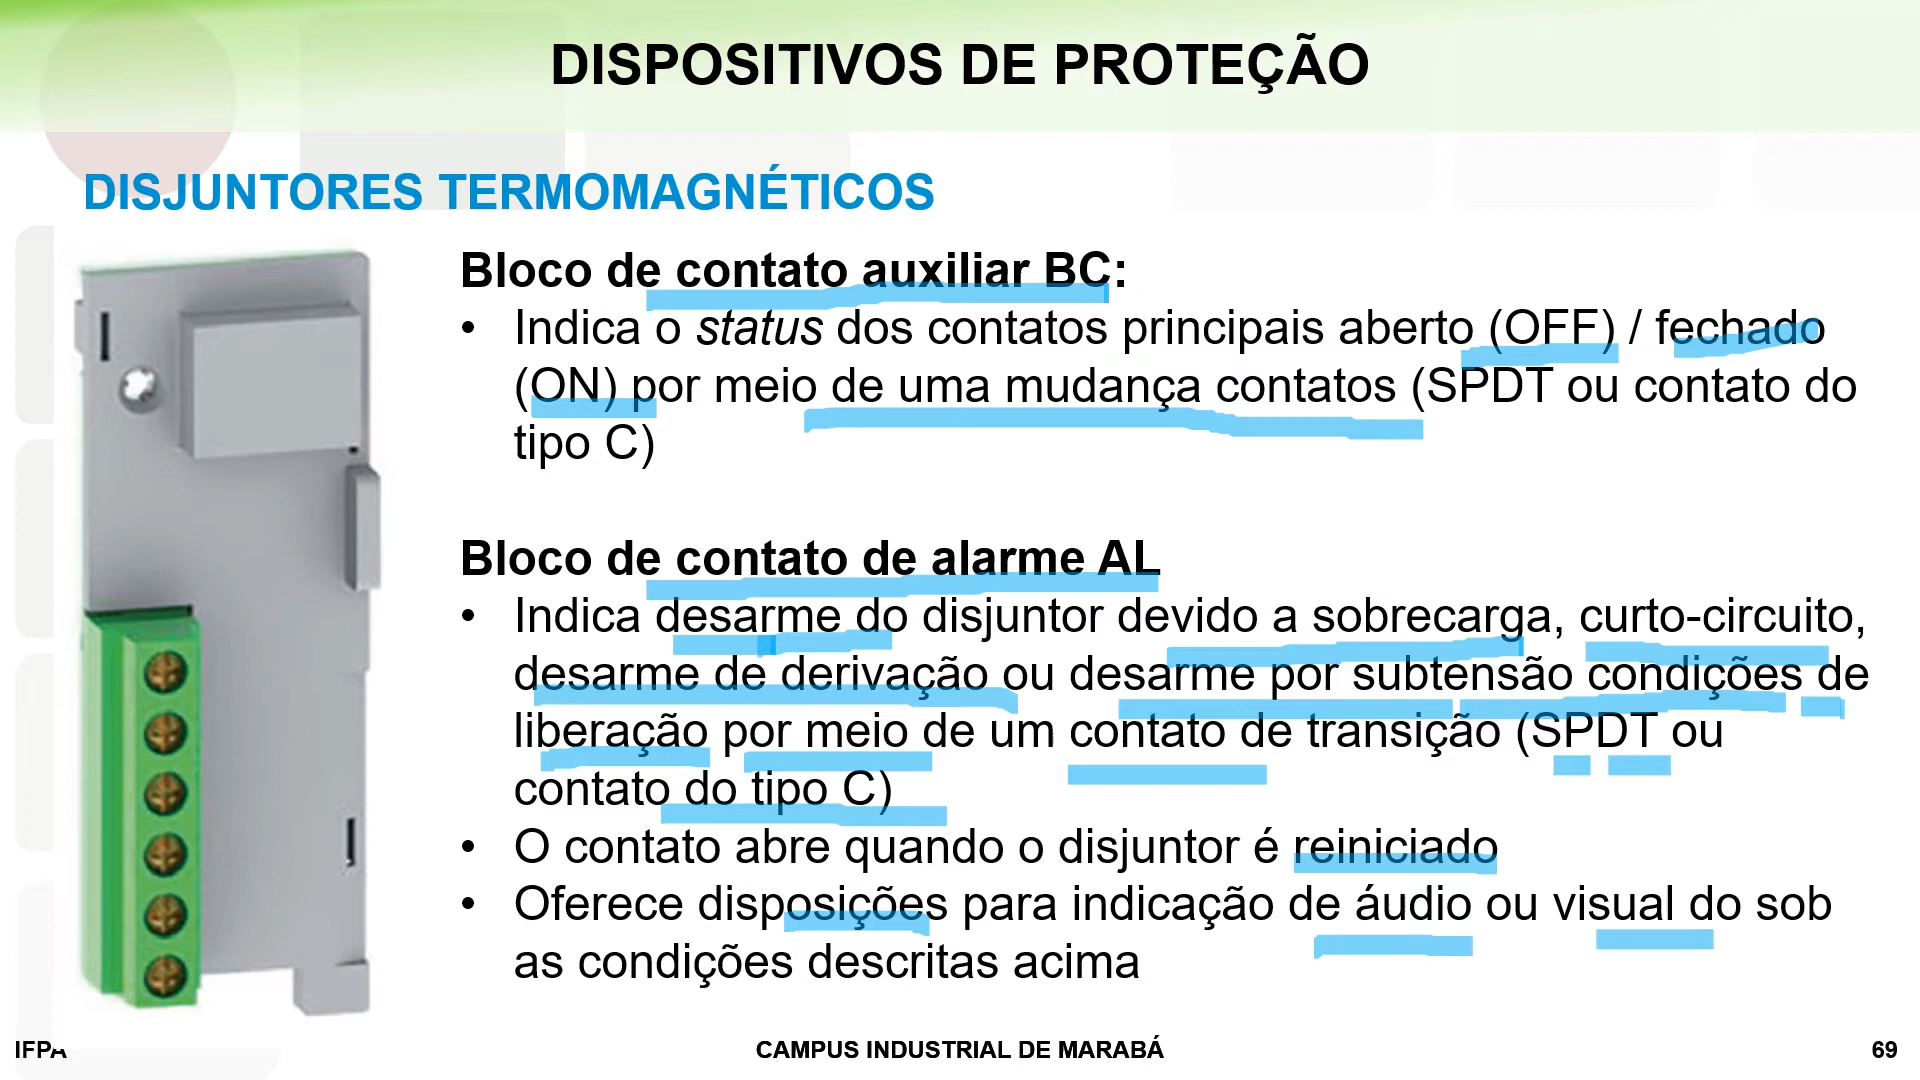 DISPOSITIVOS DE PROTEÇÃO
DISJUNTORES TERMOMAGNÉTICOS
Bloco de contato auxiliar BC:
• Indica o status dos contatos principais aberto (OFF) / fechado
(ON) por meio de uma mudança contatos (SPDT ou contato do
tipo C)
Bloco de contato de alarme AL
• Indica desarme do disjuntor devido a sobrecarga, curto-circuito,
desarme de derivação ou desarme por subtensão condições de
liberação por meio de um contato de transição (SPDT ou
contato do tipo C)
• O contato abre quando o disjuntor é reiniciado
• Oferece disposições para indicação de áudio ou visual do sob
as condições descritas acima
IFPA
CAMPUS INDUSTRIAL DE MARABÁ
69